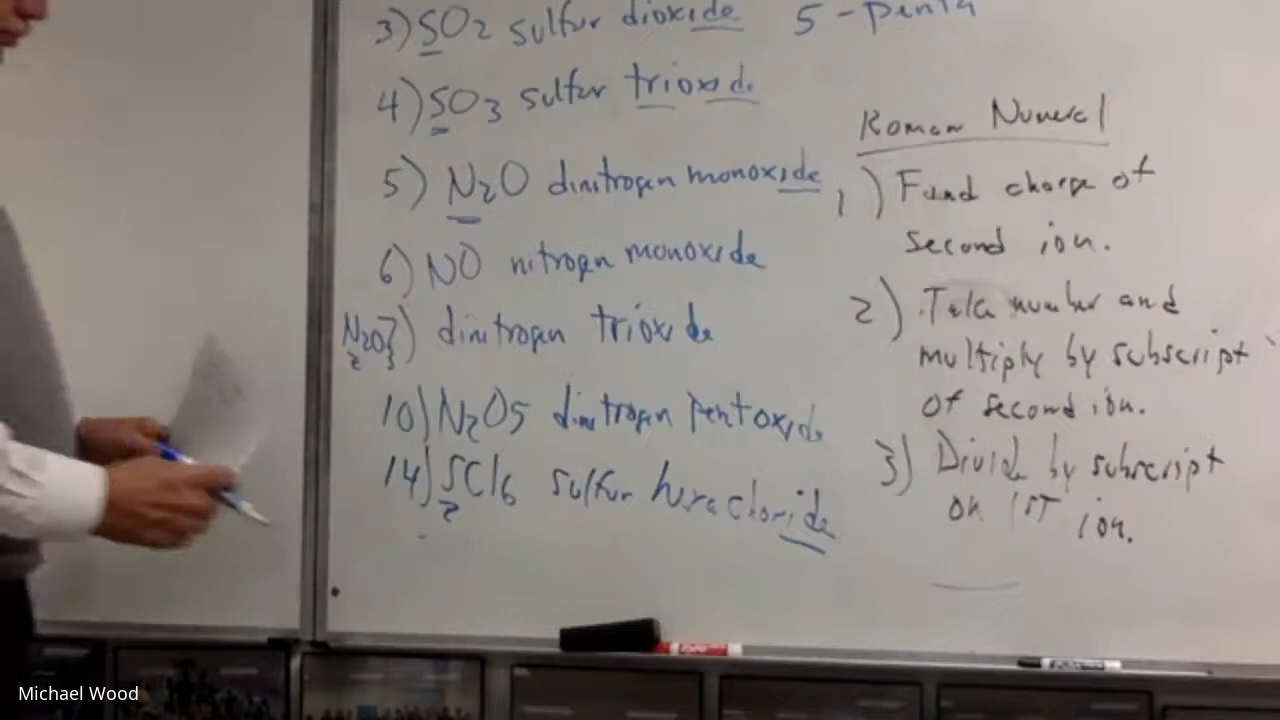 3) SO2 sulfur dioxide
5 - penta
4) SO3 sulfur trioxide
5) N2O dinitrogen monoxide
6) NO nitrogen monoxide
N2O3 7) dinitrogen trioxide
10) N2O5 dinitrogen pentoxide
14) SCl6 sulfur hexachloride
Roman Numeral
1) Find charge of
second ion.
2) Take number and
multiply by subscript
of second ion.
3) Divide by subscript
on 1ST ion.
Michael Wood